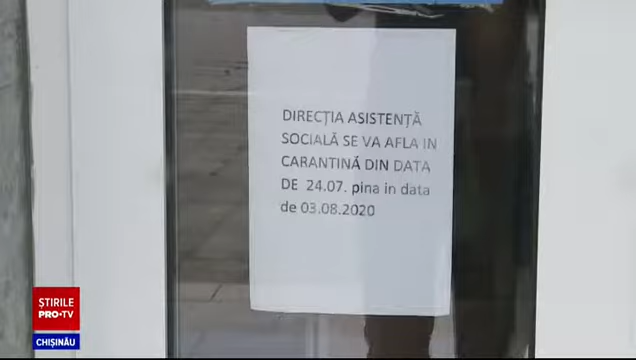 DIRECȚIA ASISTENȚĂ
SOCIALĂ SE VA AFLA IN
CARANTINĂ DIN DATA
DE 24.07. pina in data
de 03.08.2020
ȘTIRILE
PRO-TV
CHIȘINĂU